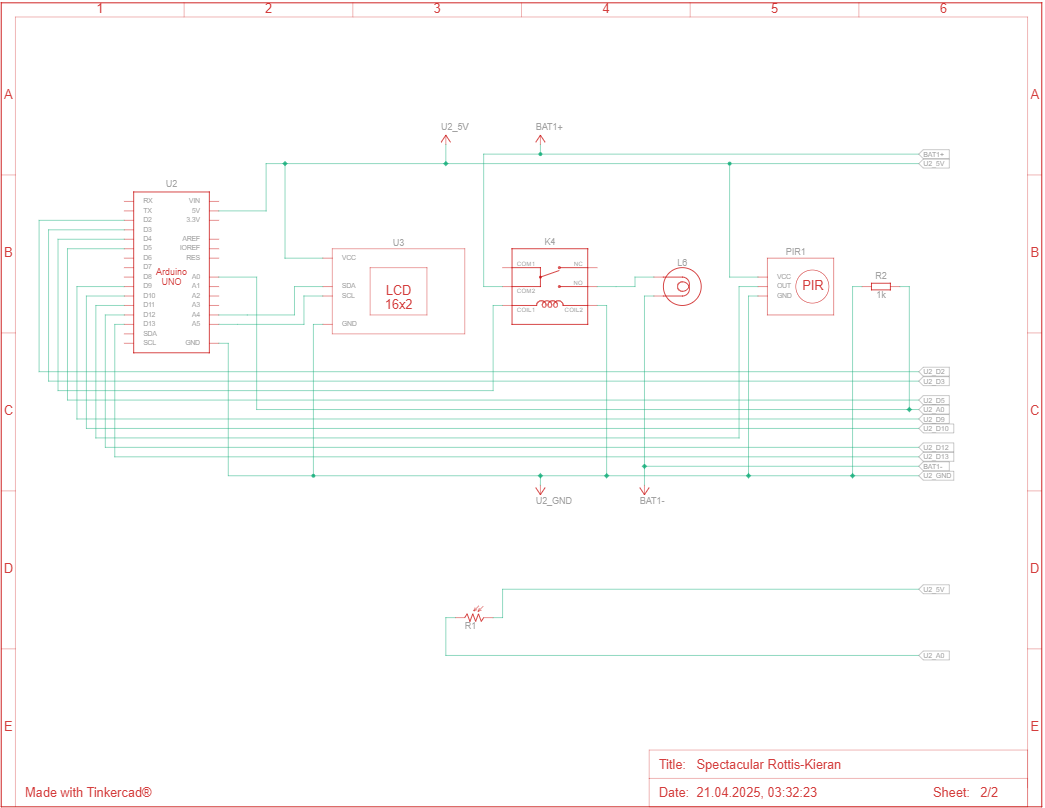 1 2 3 4 5 6
A A
U2_5V BAT1+
BAT1+
U2_5V
U2
RX VIN
TX 5V
D2 3.3V
D3
D4 AREF
D5 IOREF
D6 RES
D7
D8 A0
D9 A1
D10 A2
D11 A3
D12 A4
D13 A5
SDA
SCL GND
Arduino
UNO
B B
U3
VCC
SDA
SCL
GND
LCD
16x2
K4
COM1 NC
NO
COM2
COIL1 COIL2
L6
PIR1
VCC
OUT
GND
PIR
R2
1k
U2_D2
U2_D3
U2_D5
C C
U2_A0
U2_D9
U2_D10
U2_D12
U2_D13
BAT1-
U2_GND
U2_GND BAT1-
D D
U2_5V
R1
U2_A0
E E
Title: Spectacular Rottis-Kieran
Made with Tinkercad® Date: 21.04.2025, 03:32:23 Sheet: 2/2